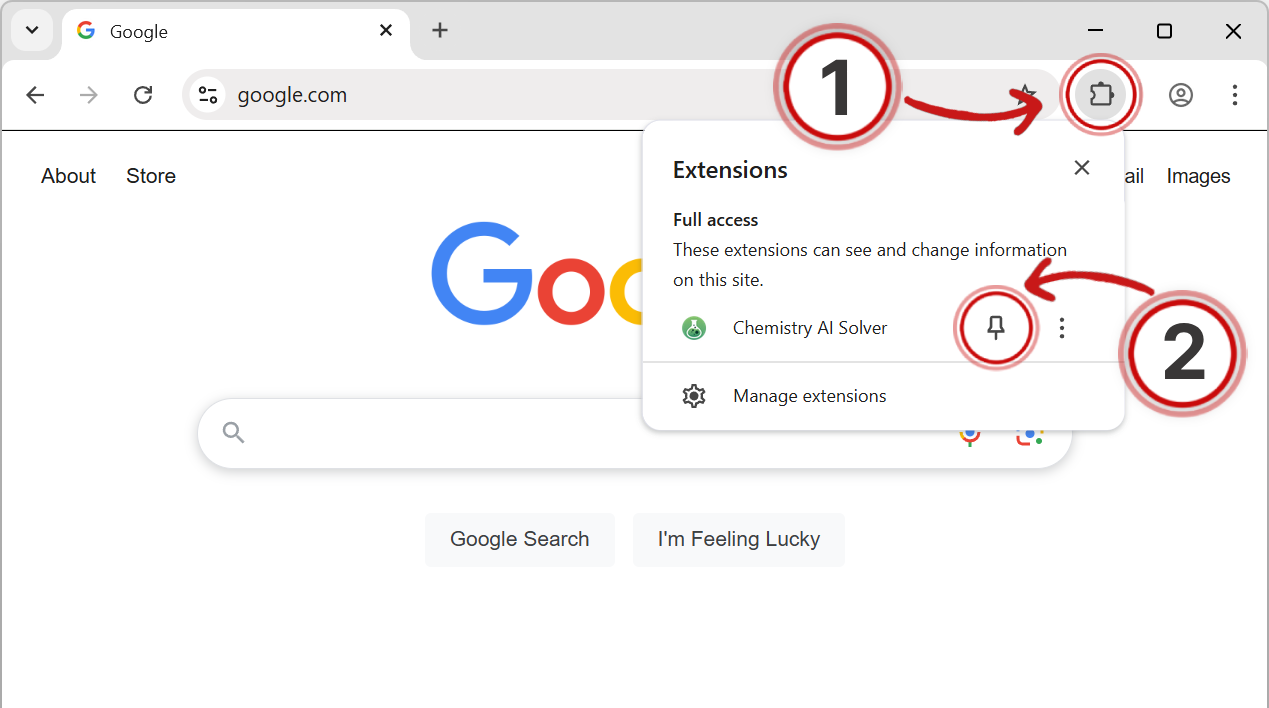 Google
google.com
1
About
Store
ail
Images
Extensions
Full access
These extensions can see and change information
on this site.
Goo
Chemistry AI Solver
2
Manage extensions
Google Search
I'm Feeling Lucky